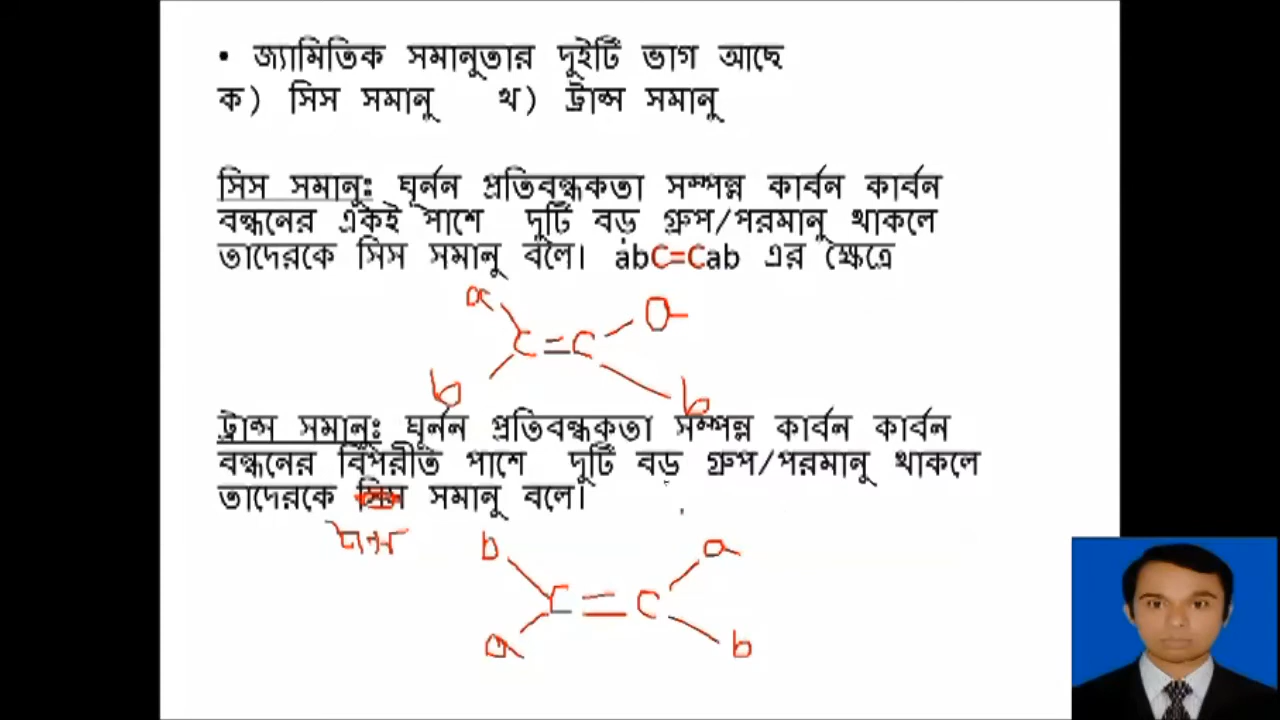 • জ্যামিতিক সমানুতার দুইটি ভাগ আছে
ক) সিস সমানু খ) ট্রান্স সমানু
সিস সমানুঃ ঘূর্নন প্রতিবন্ধকতা সম্পন্ন কার্বন কার্বন
বন্ধনের একই পাশে দুটি বড় গ্রুপ/পরমানু থাকলে
তাদেরকে সিস সমানু বলে। abC=Cab এর ক্ষেত্রে
a a
C=C
b b
ট্রান্স সমানুঃ ঘূর্নন প্রতিবন্ধকতা সম্পন্ন কার্বন কার্বন
বন্ধনের বিপরীত পাশে দুটি বড় গ্রুপ/পরমানু থাকলে
তাদেরকে সিস সমানু বলে।
b a
C=C
a b